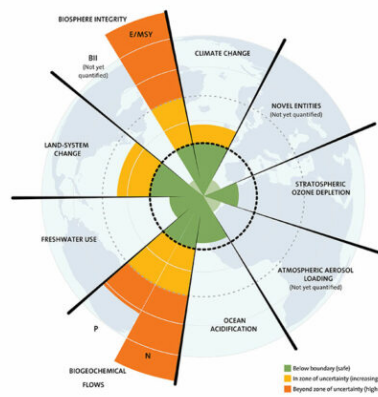 BIOSPHERE INTEGRITY
E/MSY
CLIMATE CHANGE
BII
(Not yet
quantified)
NOVEL ENTITIES
(Not yet quantified)
LAND-SYSTEM
CHANGE
STRATOSPHERIC
OZONE DEPLETION
FRESHWATER USE
ATMOSPHERIC AEROSOL
LOADING
(Not yet quantified)
P
OCEAN
ACIDIFICATION
N
BIOGEOCHEMICAL
FLOWS
Below boundary (safe)
In zone of uncertainty (increasing
Beyond zone of uncertainty (high